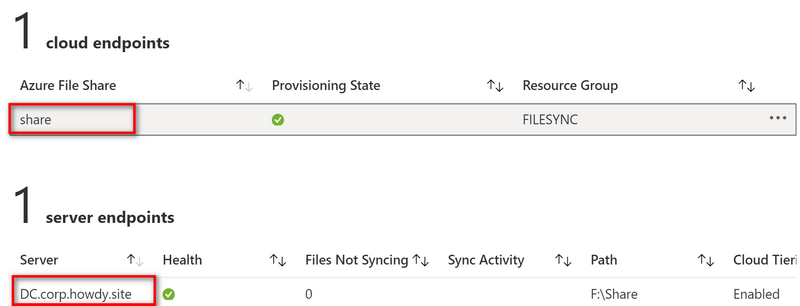 1 cloud endpoints
Azure File Share Provisioning State Resource Group
share FILESYNC
1 server endpoints
Server Health Files Not Syncing Sync Activity Path Cloud Tieri
DC.corp.howdy.site 0 F:\Share Enabled